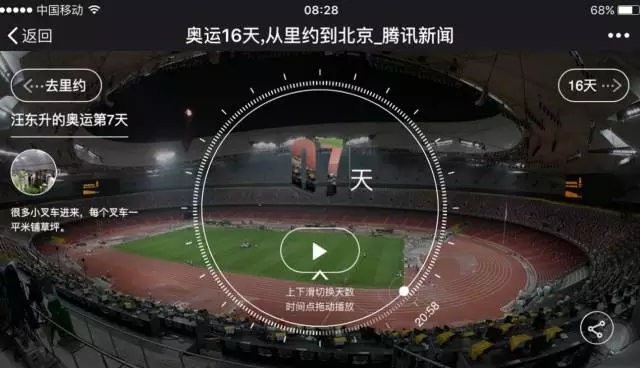 中国移动
08:28
68%
返回
奥运16天,从里约到北京_腾讯新闻
去里约
16天
汪东升的奥运第7天
07天
很多小叉车进来，每个叉车一
平米铺草坪。
上下滑切换天数
时间点拖动播放
20:58